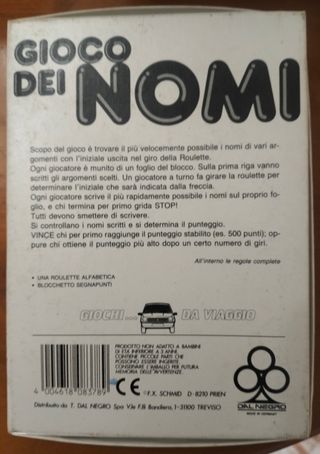 GIOCO
DEI NOMI
Scopo del gioco è trovare il più velocemente possibile i nomi di vari ar-
gomenti con l'iniziale uscita nel giro della Roulette.
Ogni giocatore è munito di un foglio del blocco. Sulla prima riga vanno
scritti gli argomenti scelti. Un giocatore a turno fa girare la roulette per
determinare l'iniziale che sarà indicata dalla freccia.
Ogni giocatore scrive il più rapidamente possibile i nomi sul proprio fo-
glio, e chi termina per primo grida STOP!
Tutti devono smettere di scrivere.
Si controllano i nomi scritti e si determina il punteggio.
VINCE chi per primo raggiunge il punteggio stabilito (es. 500 punti); op-
pure chi ottiene il punteggio più alto dopo un certo numero di giri.
All'interno le regole complete
• UNA ROULETTE ALFABETICA
• BLOCCHETTO SEGNAPUNTI
GIOCHI... DA VIAGGIO
PRODOTTO NON ADATTO A BAMBINI
DI ETÀ INFERIORE A 3 ANNI.
CONTIENE PICCOLE PARTI CHE
POSSONO ESSERE INGERITE.
CONSERVARE L'IMBALLO PER FUTURA
MEMORIA DELLE AVVERTENZE.
4 004618 083789
CE
© F.X. SCHMID D-8210 PRIEN
DAL NEGRO
MADE IN GERMANY
Distribuito da T. DAL NEGRO Spa V.le F.lli Bandiera, 1-31100 TREVISO